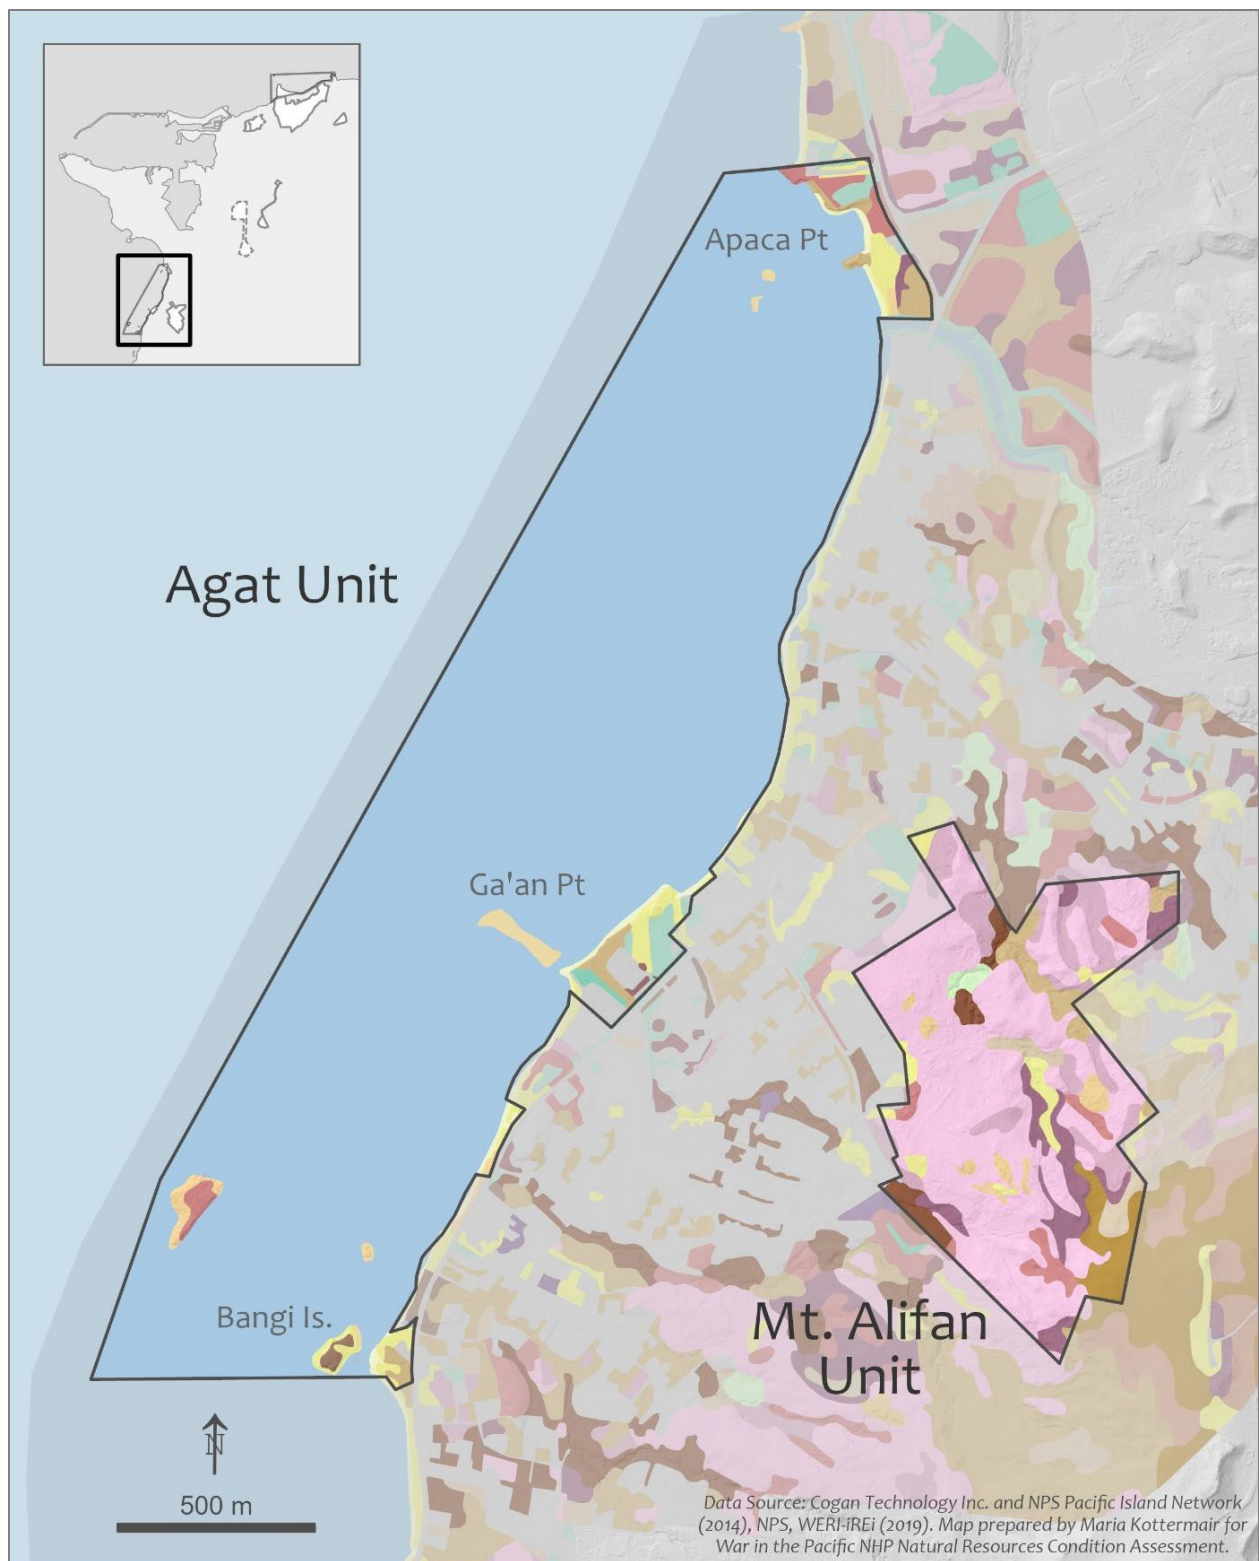 Apaca Pt
Agat Unit
Ga'an Pt
Bangi Is.
Mt. Alifan
Unit
N
500 m
Data Source: Cogan Technology Inc. and NPS Pacific Island Network
(2014), NPS, WERI-iREi (2019). Map prepared by Maria Kottermair for
War in the Pacific NHP Natural Resources Condition Assessment.